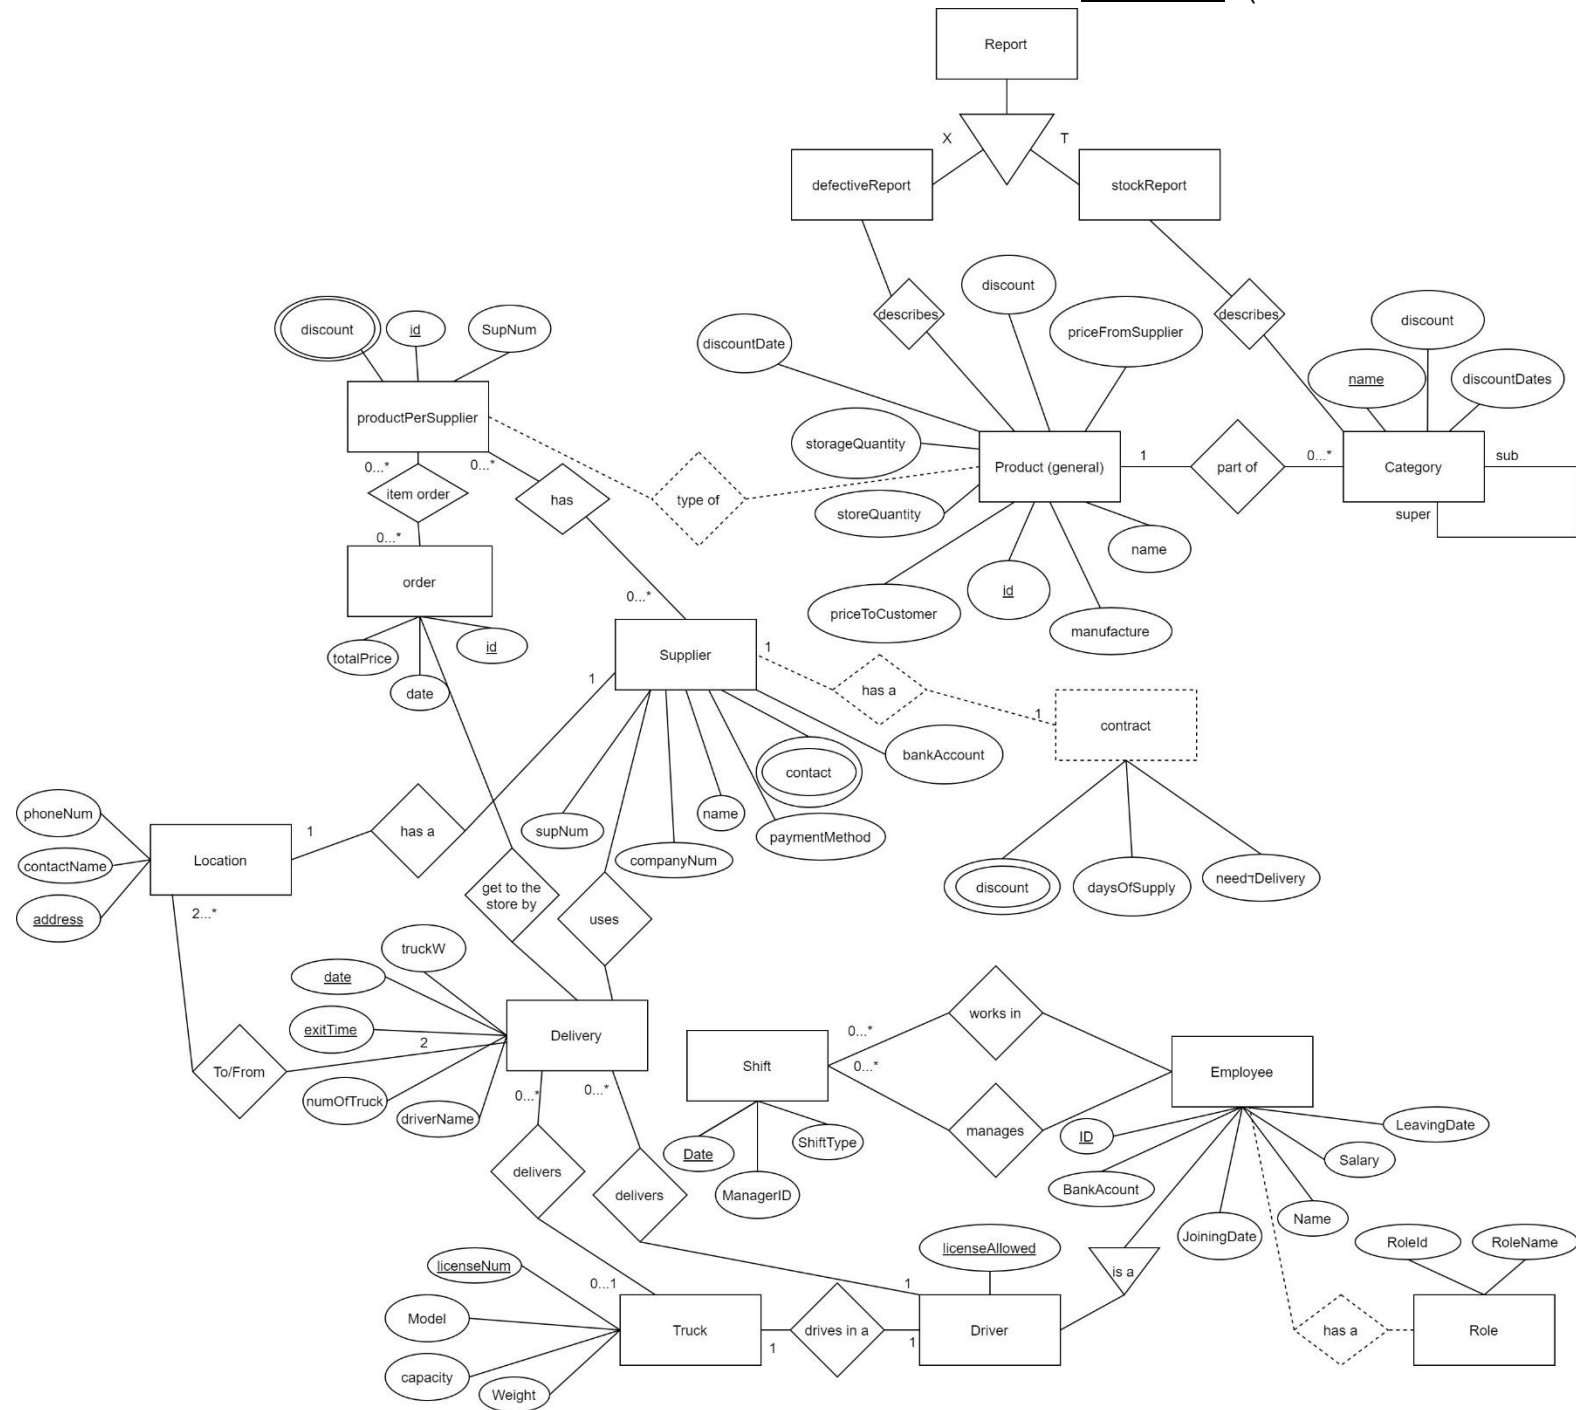 (
Report
X
T
defectiveReport
stockReport
discount
describes
describes
discount
id
SupNum
discount
priceFromSupplier
discountDate
name
discountDates
productPerSupplier
storageQuantity
Product (general)
1
part of
0...*
Category
sub
super
0...*
0...*
item order
has
type of
storeQuantity
name
0...*
order
id
priceToCustomer
manufacture
0...*
totalPrice
id
date
Supplier
1
1
has a
1
contract
bankAccount
contact
name
supNum
paymentMethod
companyNum
phoneNum
contactName
address
Location
1
has a
get to the
store by
uses
discount
daysOfSupply
needדDelivery
2...*
truckW
date
exitTime
2
Delivery
To/From
numOfTruck
driverName
0...*
0...*
works in
0...*
0...*
Shift
Employee
manages
Date
ManagerID
ShiftType
ID
BankAcount
JoiningDate
Name
Salary
LeavingDate
delivers
delivers
licenseNum
licenseAllowed
is a
RoleId
RoleName
0...1
1
Model
Truck
1
drives in a
1
Driver
has a
Role
capacity
Weight